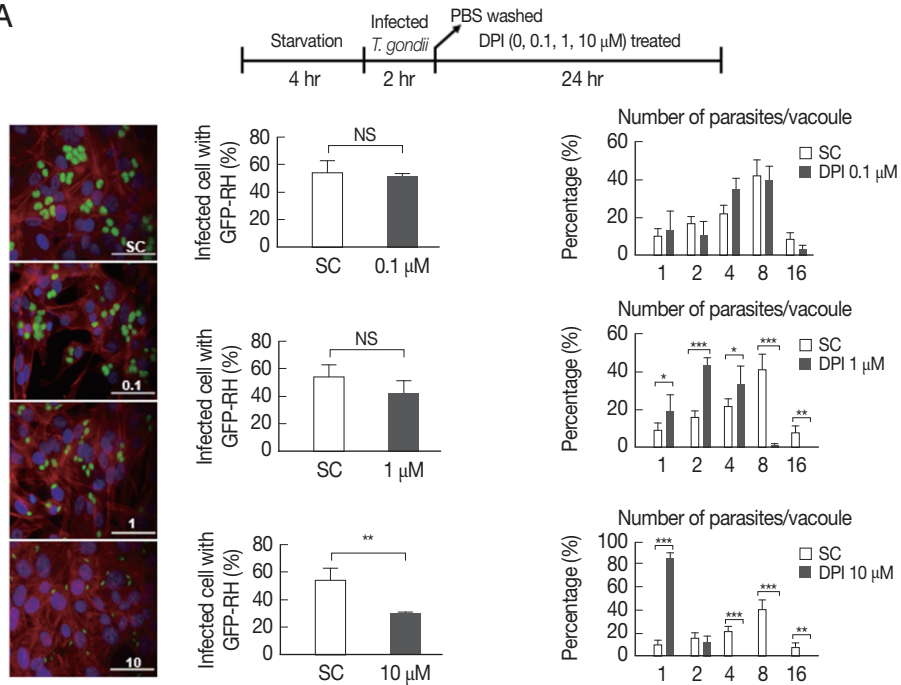 A
Starvation
Infected
T. gondii
PBS washed
DPI (0, 0.1, 1, 10 μM) treated
4 hr
2 hr
24 hr
SC
0.1
1
10
Infected cell with
GFP-RH (%)
80
60
40
20
0
NS
SC
0.1 μM
Number of parasites/vacoule
Percentage (%)
60
40
20
0
SC
DPI 0.1 μM
1
2
4
8
16
Infected cell with
GFP-RH (%)
80
60
40
20
0
NS
SC
1 μM
Number of parasites/vacoule
Percentage (%)
60
40
20
0
*
***
*
***
**
SC
DPI 1 μM
1
2
4
8
16
Infected cell with
GFP-RH (%)
80
60
40
20
0
**
SC
10 μM
Number of parasites/vacoule
Percentage (%)
100
80
60
40
20
0
***
***
***
**
SC
DPI 10 μM
1
2
4
8
16